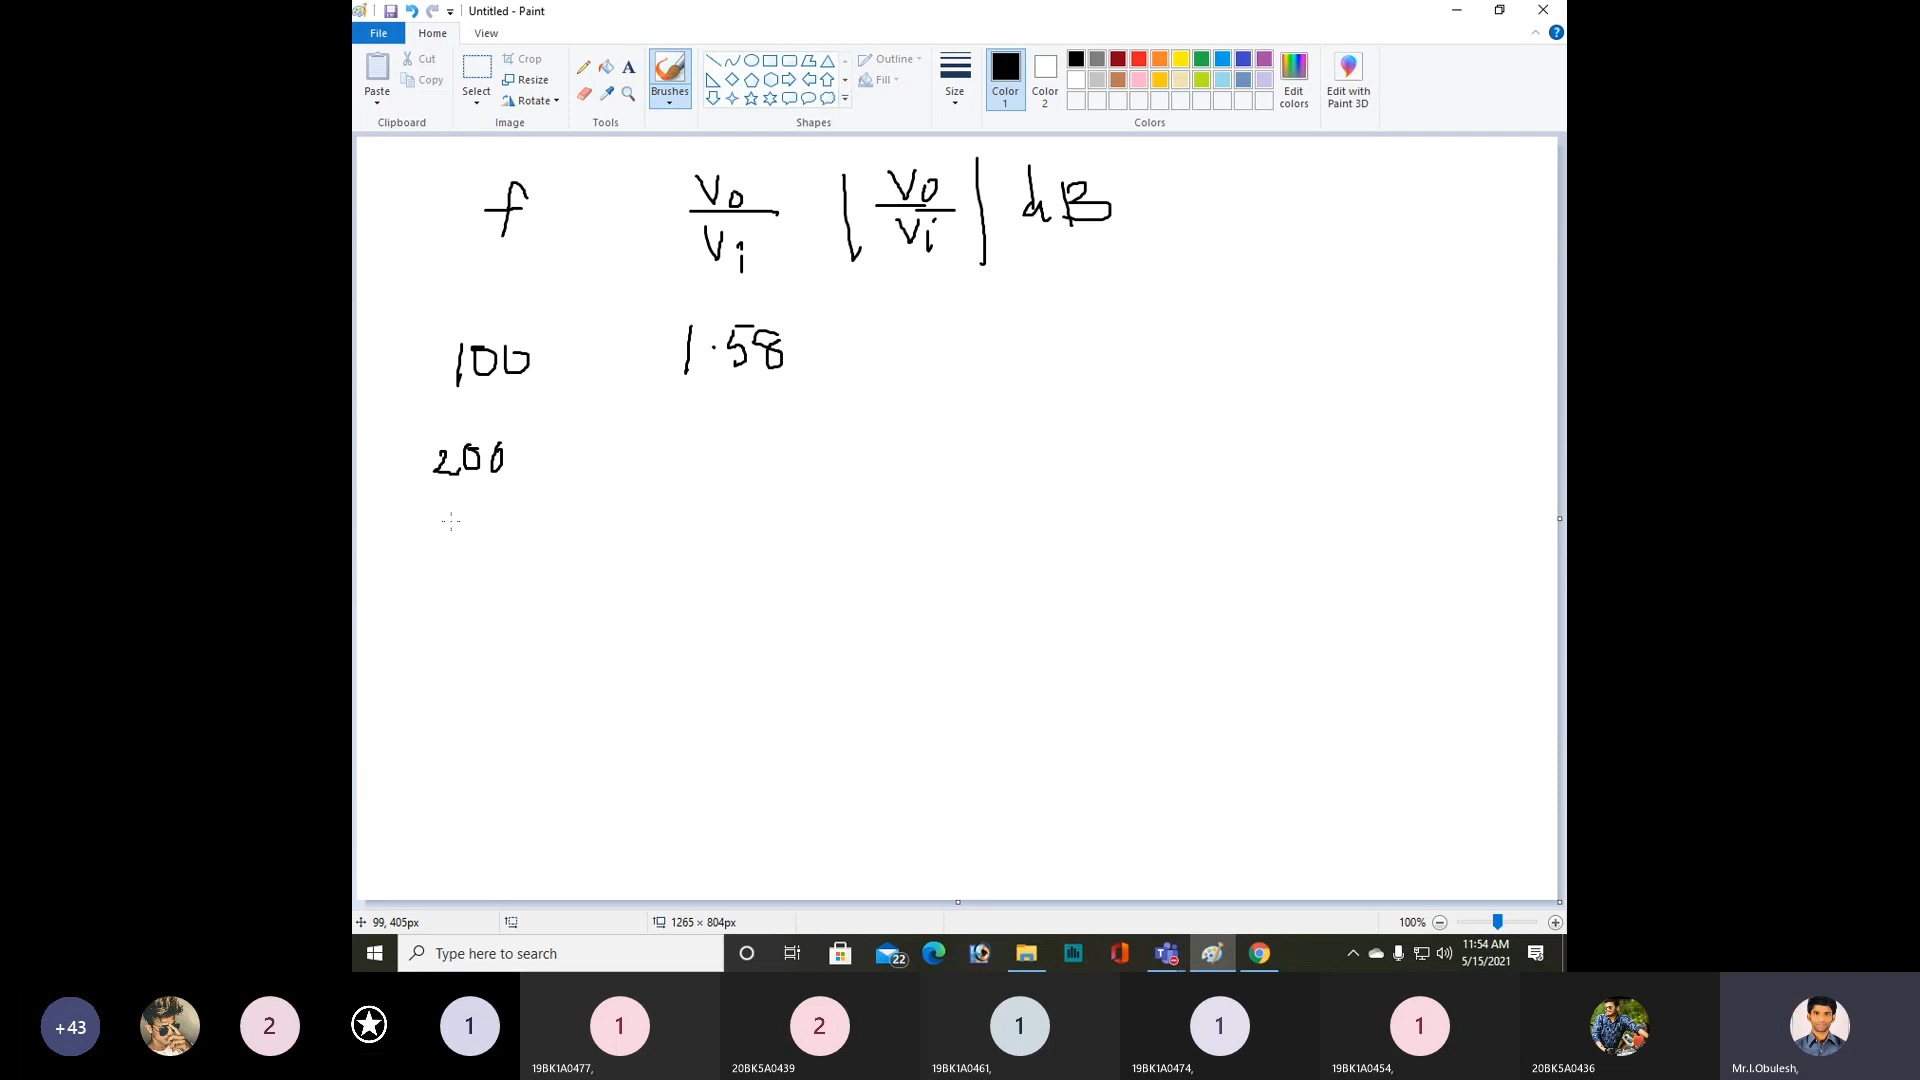 Untitled - Paint
File Home View
Paste
Cut
Copy
Clipboard
Select
Crop
Resize
Rotate
Image
Tools
Brushes
Shapes
Outline
Fill
Size
Color 1
Color 2
Colors
Edit colors
Edit with Paint 3D
f Vo/Vi |Vo/Vi| dB
100 1.58
200
99, 405px
1265 × 804px
100%
Type here to search
22
11:54 AM
5/15/2021
+43
2
1
1
2
1
1
1
19BK1A0477,
20BK5A0439
19BK1A0461,
19BK1A0474,
19BK1A0454,
20BK5A0436
Mr.I.Obulesh,